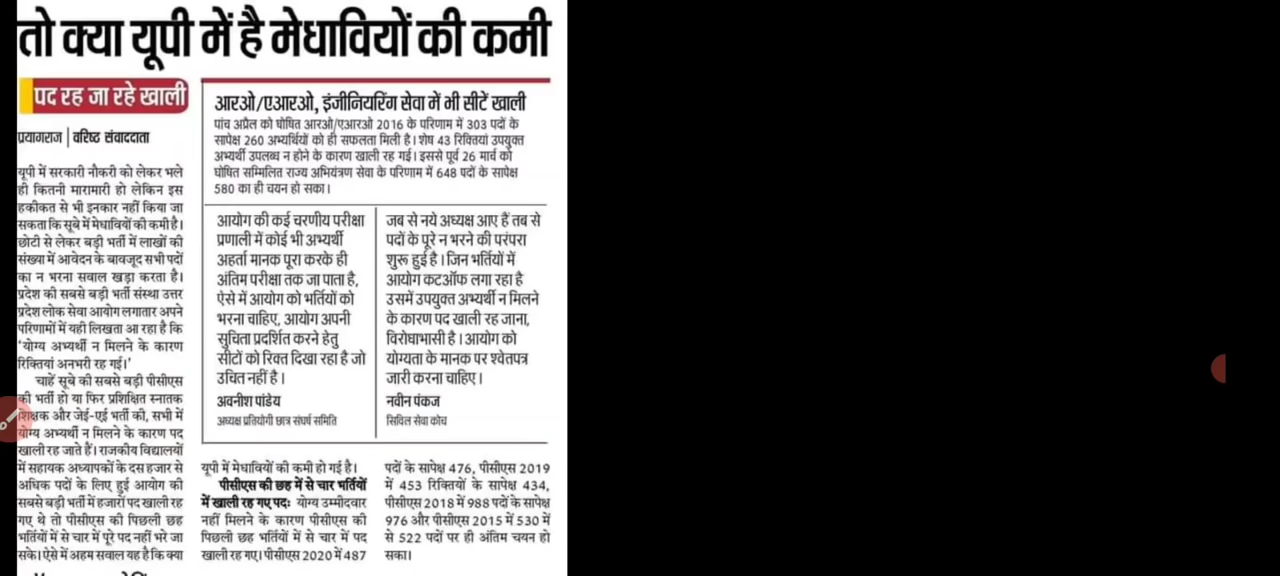 तो क्या यूपी में है मेधावियों की कमी
पद रह जा रहे खाली
प्रयागराज | वरिष्ठ संवाददाता
यूपी में सरकारी नौकरी को लेकर भले
ही कितनी मारामारी हो लेकिन इस
हकीकत से भी इनकार नहीं किया जा
सकता कि सूबे में मेधावियों की कमी है।
छोटी से लेकर बड़ी भर्ती में लाखों की
संख्या में आवेदन के बावजूद सभी पदों
का न भरना सवाल खड़ा करता है।
प्रदेश की सबसे बड़ी भर्ती संस्था उत्तर
प्रदेश लोक सेवा आयोग लगातार अपने
परिणामों में यही लिखता आ रहा है कि
'योग्य अभ्यर्थी न मिलने के कारण
रिक्तियां अनभरी रह गई।'
चाहें सूबे की सबसे बड़ी पीसीएस
की भर्ती हो या फिर प्रशिक्षित स्नातक
शिक्षक और जेई-एई भर्ती की, सभी में
योग्य अभ्यर्थी न मिलने के कारण पद
खाली रह जाते हैं। राजकीय विद्यालयों
में सहायक अध्यापकों के दस हजार से
अधिक पदों के लिए हुई आयोग की
सबसे बड़ी भर्ती में हजारों पद खाली रह
गए थे तो पीसीएस की पिछली छह
भर्तियों में से चार में पूरे पद नहीं भरे जा
सके। ऐसे में अहम सवाल यह है कि क्या
आरओ/एआरओ, इंजीनियरिंग सेवा में भी सीटें खाली
पांच अप्रैल को घोषित आरओ/एआरओ 2016 के परिणाम में 303 पदों के
सापेक्ष 260 अभ्यर्थियों को ही सफलता मिली है। शेष 43 रिक्तियां उपयुक्त
अभ्यर्थी उपलब्ध न होने के कारण खाली रह गई। इससे पूर्व 26 मार्च को
घोषित सम्मिलित राज्य अभियंत्रण सेवा के परिणाम में 648 पदों के सापेक्ष
580 का ही चयन हो सका।
आयोग की कई चरणीय परीक्षा
प्रणाली में कोई भी अभ्यर्थी
अहर्ता मानक पूरा करके ही
अंतिम परीक्षा तक जा पाता है,
ऐसे में आयोग को भर्तियों को
भरना चाहिए, आयोग अपनी
सुचिता प्रदर्शित करने हेतु
सीटों को रिक्त दिखा रहा है जो
उचित नहीं है।
अवनीश पांडेय
अध्यक्ष प्रतियोगी छात्र संघर्ष समिति
जब से नये अध्यक्ष आए हैं तब से
पदों के पूरे न भरने की परंपरा
शुरू हुई है। जिन भर्तियों में
आयोग कटऑफ लगा रहा है
उसमें उपयुक्त अभ्यर्थी न मिलने
के कारण पद खाली रह जाना,
विरोधाभासी है। आयोग को
योग्यता के मानक पर श्वेतपत्र
जारी करना चाहिए।
नवीन पंकज
सिविल सेवा कोच
यूपी में मेधावियों की कमी हो गई है।
पीसीएस की छह में से चार भर्तियों
में खाली रह गए पद: योग्य उम्मीदवार
नहीं मिलने के कारण पीसीएस की
पिछली छह भर्तियों में से चार में पद
खाली रह गए। पीसीएस 2020 में 487
पदों के सापेक्ष 476, पीसीएस 2019
में 453 रिक्तियों के सापेक्ष 434,
पीसीएस 2018 में 988 पदों के सापेक्ष
976 और पीसीएस 2015 में 530 में
से 522 पदों पर ही अंतिम चयन हो
सका।